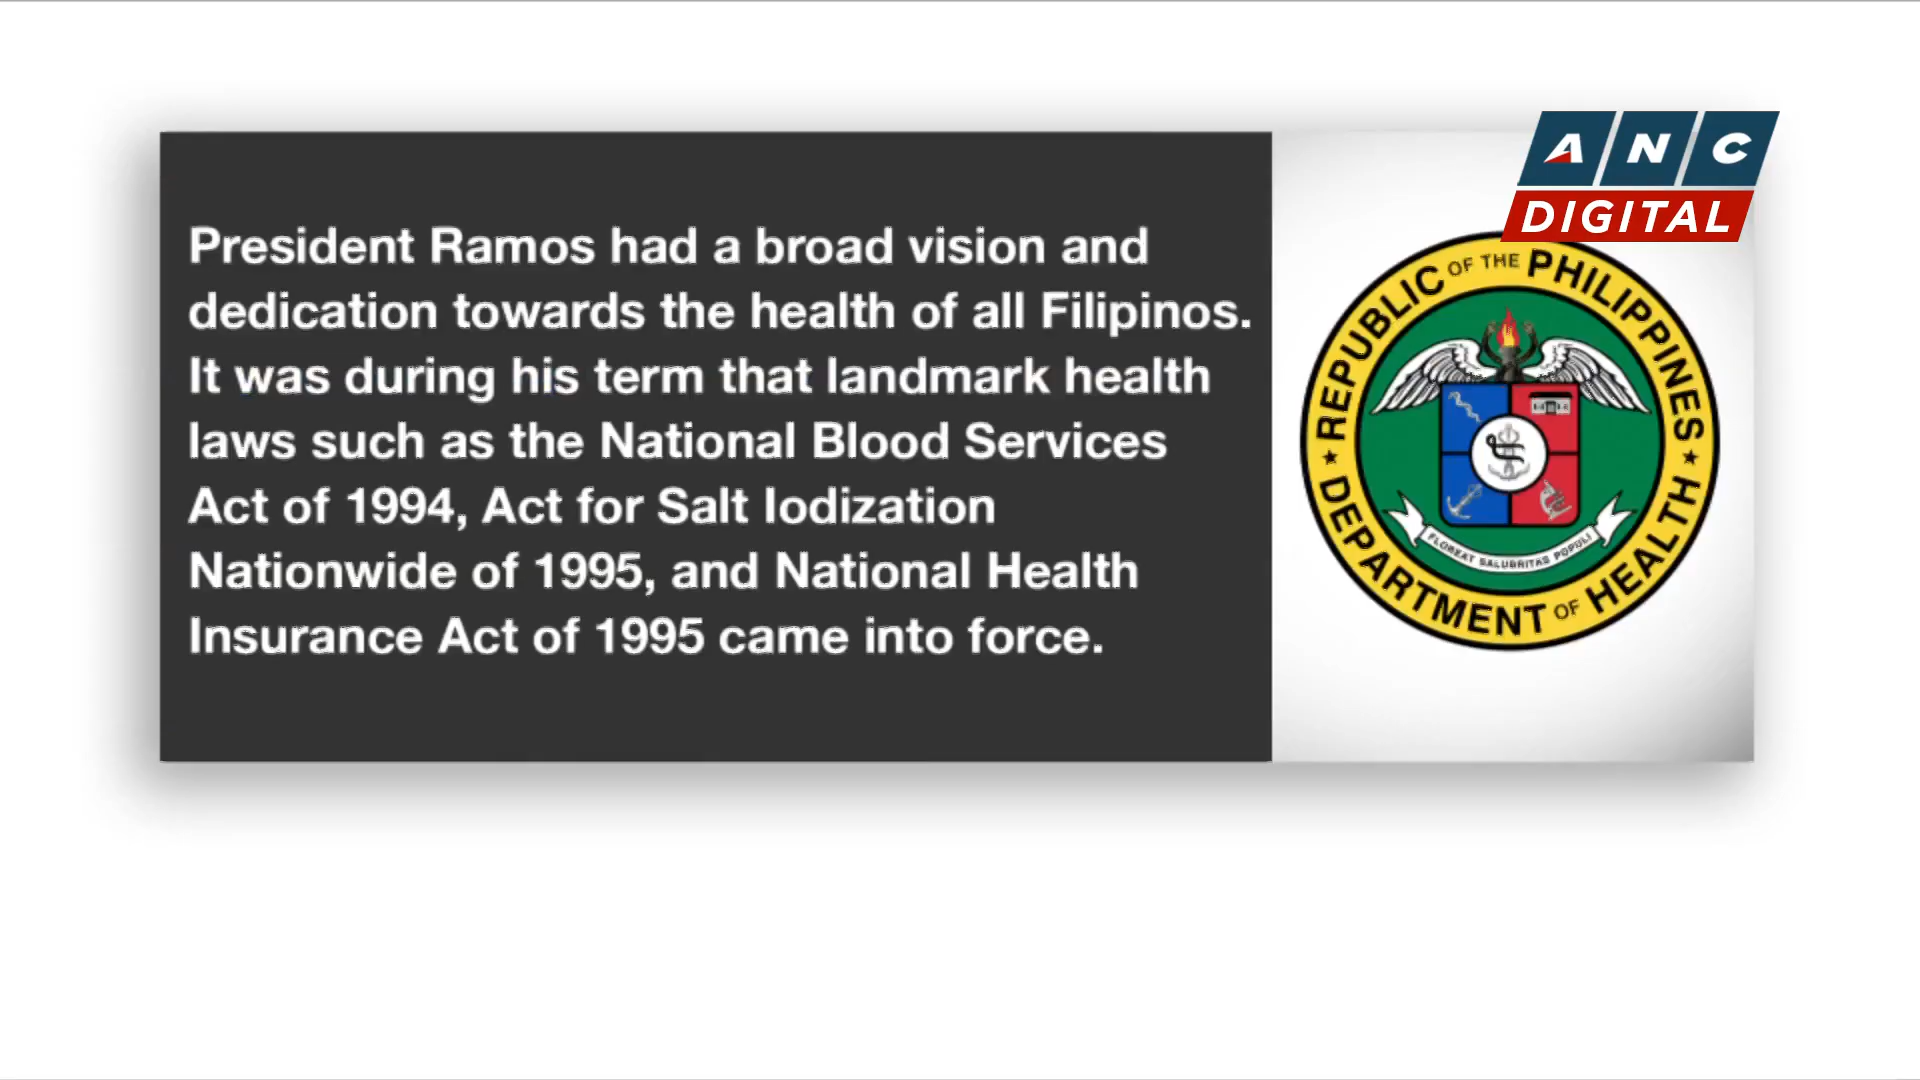 President Ramos had a broad vision and
dedication towards the health of all Filipinos.
It was during his term that landmark health
laws such as the National Blood Services
Act of 1994, Act for Salt Iodization
Nationwide of 1995, and National Health
Insurance Act of 1995 came into force.
ANC
DIGITAL
REPUBLIC OF THE PHILIPPINES
FLOREAT SALUBRITAS POPULI
DEPARTMENT OF HEALTH